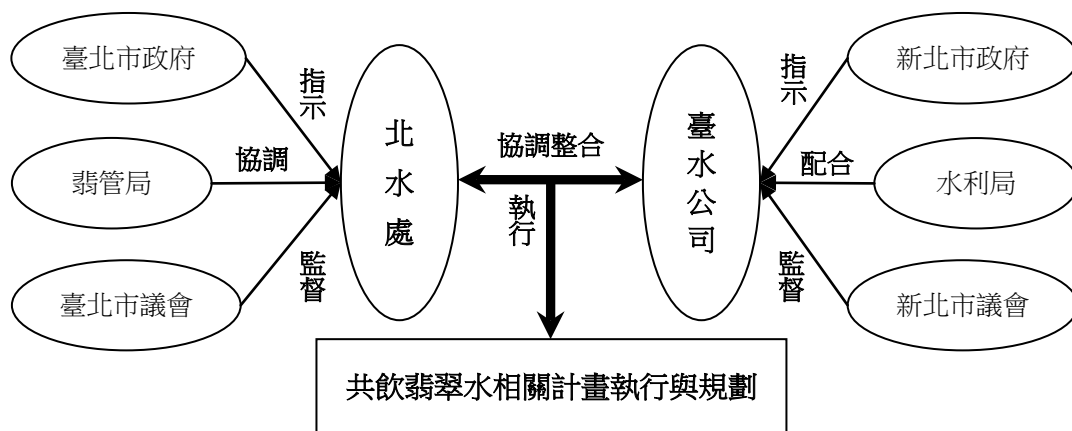 臺北市政府
指示
翡管局
協調
臺北市議會
監督
北水處
協調整合
執行
臺水公司
指示
新北市政府
配合
水利局
監督
新北市議會
共飲翡翠水相關計畫執行與規劃